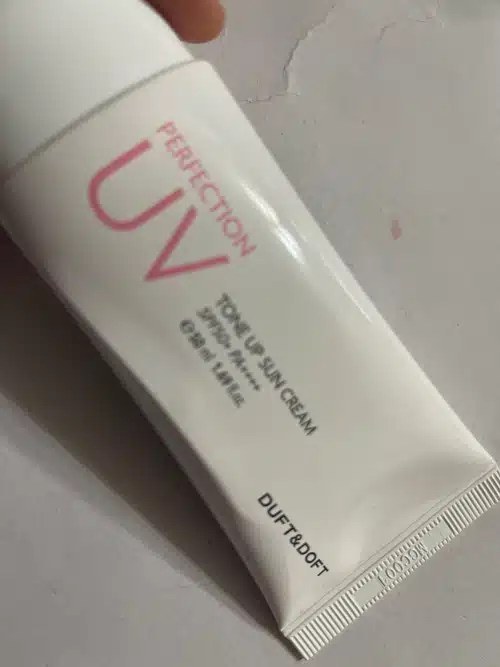 PERFECTION
UV
TONE UP SUN CREAM
SPF50+ PA++++
℮ 50 ml 1.69 fl.oz.
DUFT&DOFT